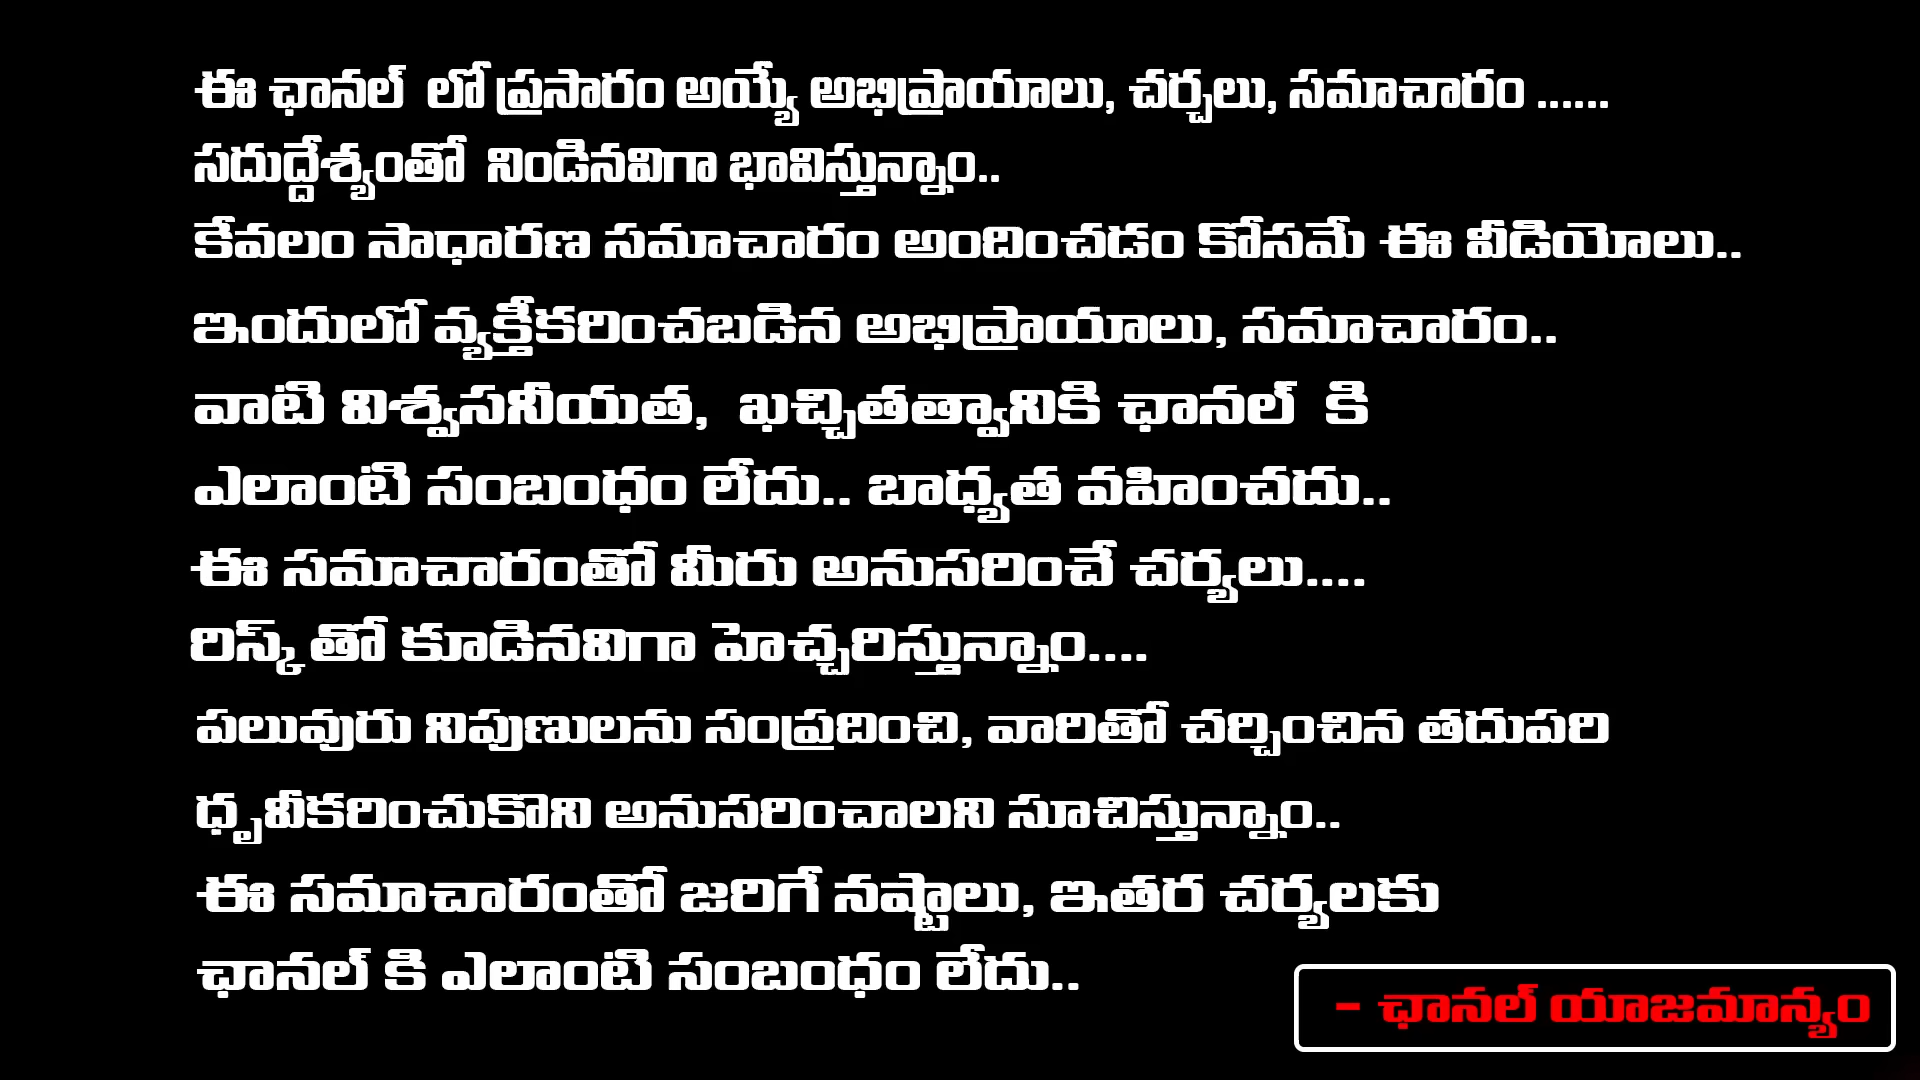 ఈ ఛానల్ లో ప్రసారం అయ్యే అభిప్రాయాలు, చర్చలు, సమాచారం ......
సదుద్దేశ్యంతో నిండినవిగా భావిస్తున్నాం..
కేవలం సాధారణ సమాచారం అందించడం కోసమే ఈ వీడియోలు..
ఇందులో వ్యక్తీకరించబడిన అభిప్రాయాలు, సమాచారం..
వాటి విశ్వసనీయత, ఖచ్చితత్వానికి ఛానల్ కి
ఎలాంటి సంబంధం లేదు.. బాధ్యత వహించదు..
ఈ సమాచారంతో మీరు అనుసరించే చర్యలు....
రిస్క్ తో కూడినవిగా హెచ్చరిస్తున్నాం....
పలువురు నిపుణులను సంప్రదించి, వారితో చర్చించిన తదుపరి
ధృవీకరించుకొని అనుసరించాలని సూచిస్తున్నాం..
ఈ సమాచారంతో జరిగే నష్టాలు, ఇతర చర్యలకు
ఛానల్ కి ఎలాంటి సంబంధం లేదు..
- ఛానల్ యాజమాన్యం